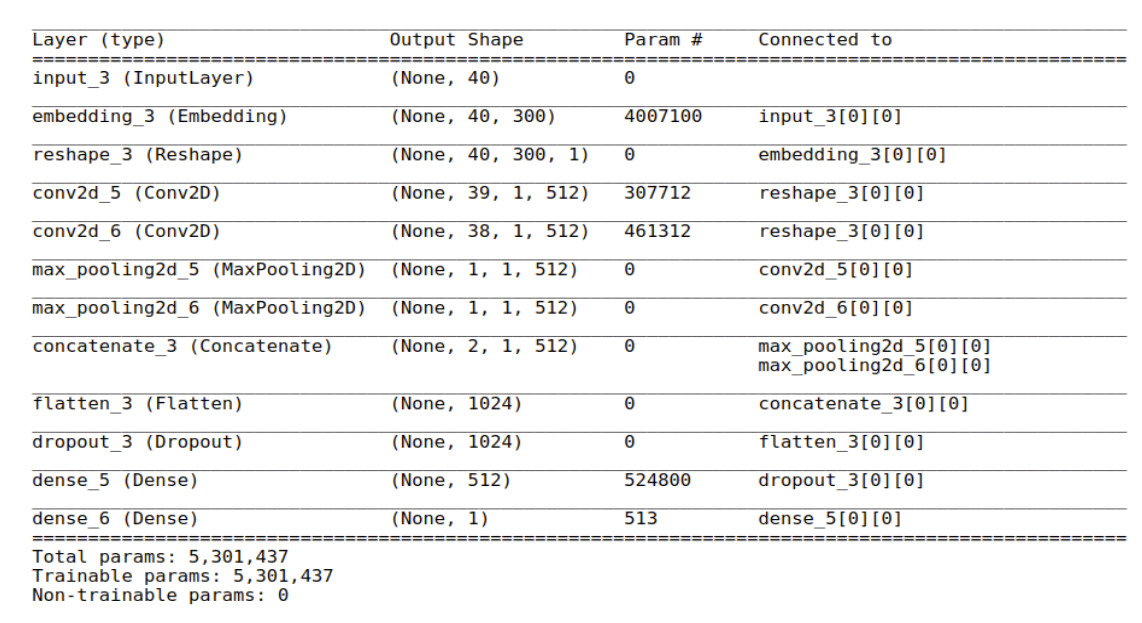 Layer (type) Output Shape Param # Connected to
input_3 (InputLayer) (None, 40) 0
embedding_3 (Embedding) (None, 40, 300) 4007100 input_3[0][0]
reshape_3 (Reshape) (None, 40, 300, 1) 0 embedding_3[0][0]
conv2d_5 (Conv2D) (None, 39, 1, 512) 307712 reshape_3[0][0]
conv2d_6 (Conv2D) (None, 38, 1, 512) 461312 reshape_3[0][0]
max_pooling2d_5 (MaxPooling2D) (None, 1, 1, 512) 0 conv2d_5[0][0]
max_pooling2d_6 (MaxPooling2D) (None, 1, 1, 512) 0 conv2d_6[0][0]
concatenate_3 (Concatenate) (None, 2, 1, 512) 0 max_pooling2d_5[0][0]
max_pooling2d_6[0][0]
flatten_3 (Flatten) (None, 1024) 0 concatenate_3[0][0]
dropout_3 (Dropout) (None, 1024) 0 flatten_3[0][0]
dense_5 (Dense) (None, 512) 524800 dropout_3[0][0]
dense_6 (Dense) (None, 1) 513 dense_5[0][0]
Total params: 5,301,437
Trainable params: 5,301,437
Non-trainable params: 0